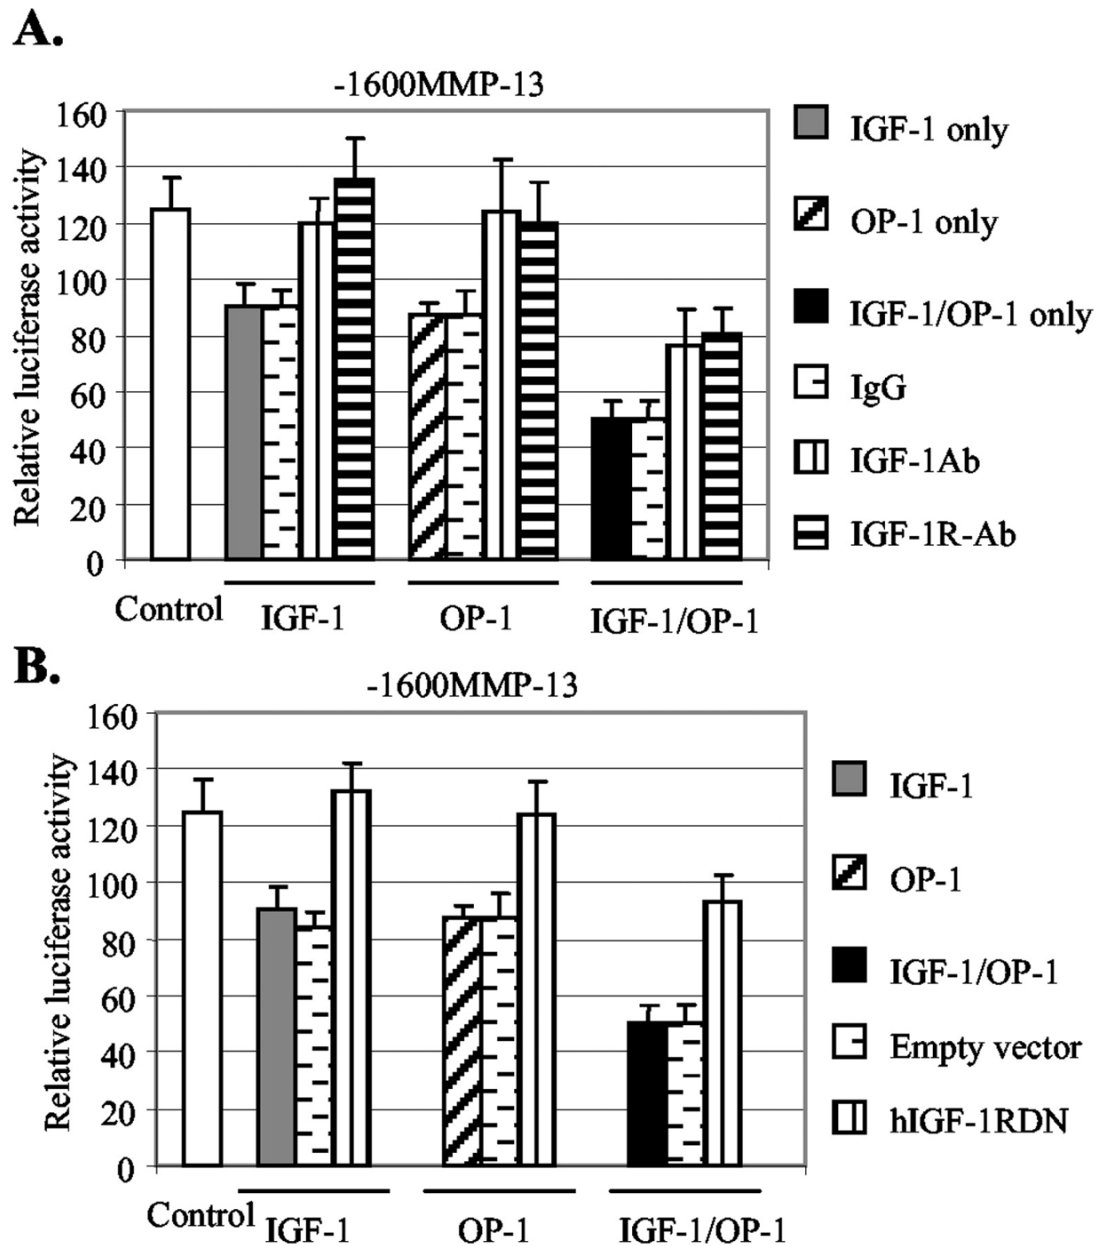 A.
-1600MMP-13
Relative luciferase activity
160
140
120
100
80
60
40
20
0
Control
IGF-1
OP-1
IGF-1/OP-1
IGF-1 only
OP-1 only
IGF-1/OP-1 only
IgG
IGF-1Ab
IGF-1R-Ab
B.
-1600MMP-13
Relative luciferase activity
160
140
120
100
80
60
40
20
0
Control
IGF-1
OP-1
IGF-1/OP-1
IGF-1
OP-1
IGF-1/OP-1
Empty vector
hIGF-1RDN